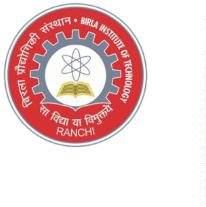 बिरला प्रौद्योगिकी संस्थान • BIRLA INSTITUTE OF TECHNOLOGY
सा विद्या या विमुक्तये
RANCHI